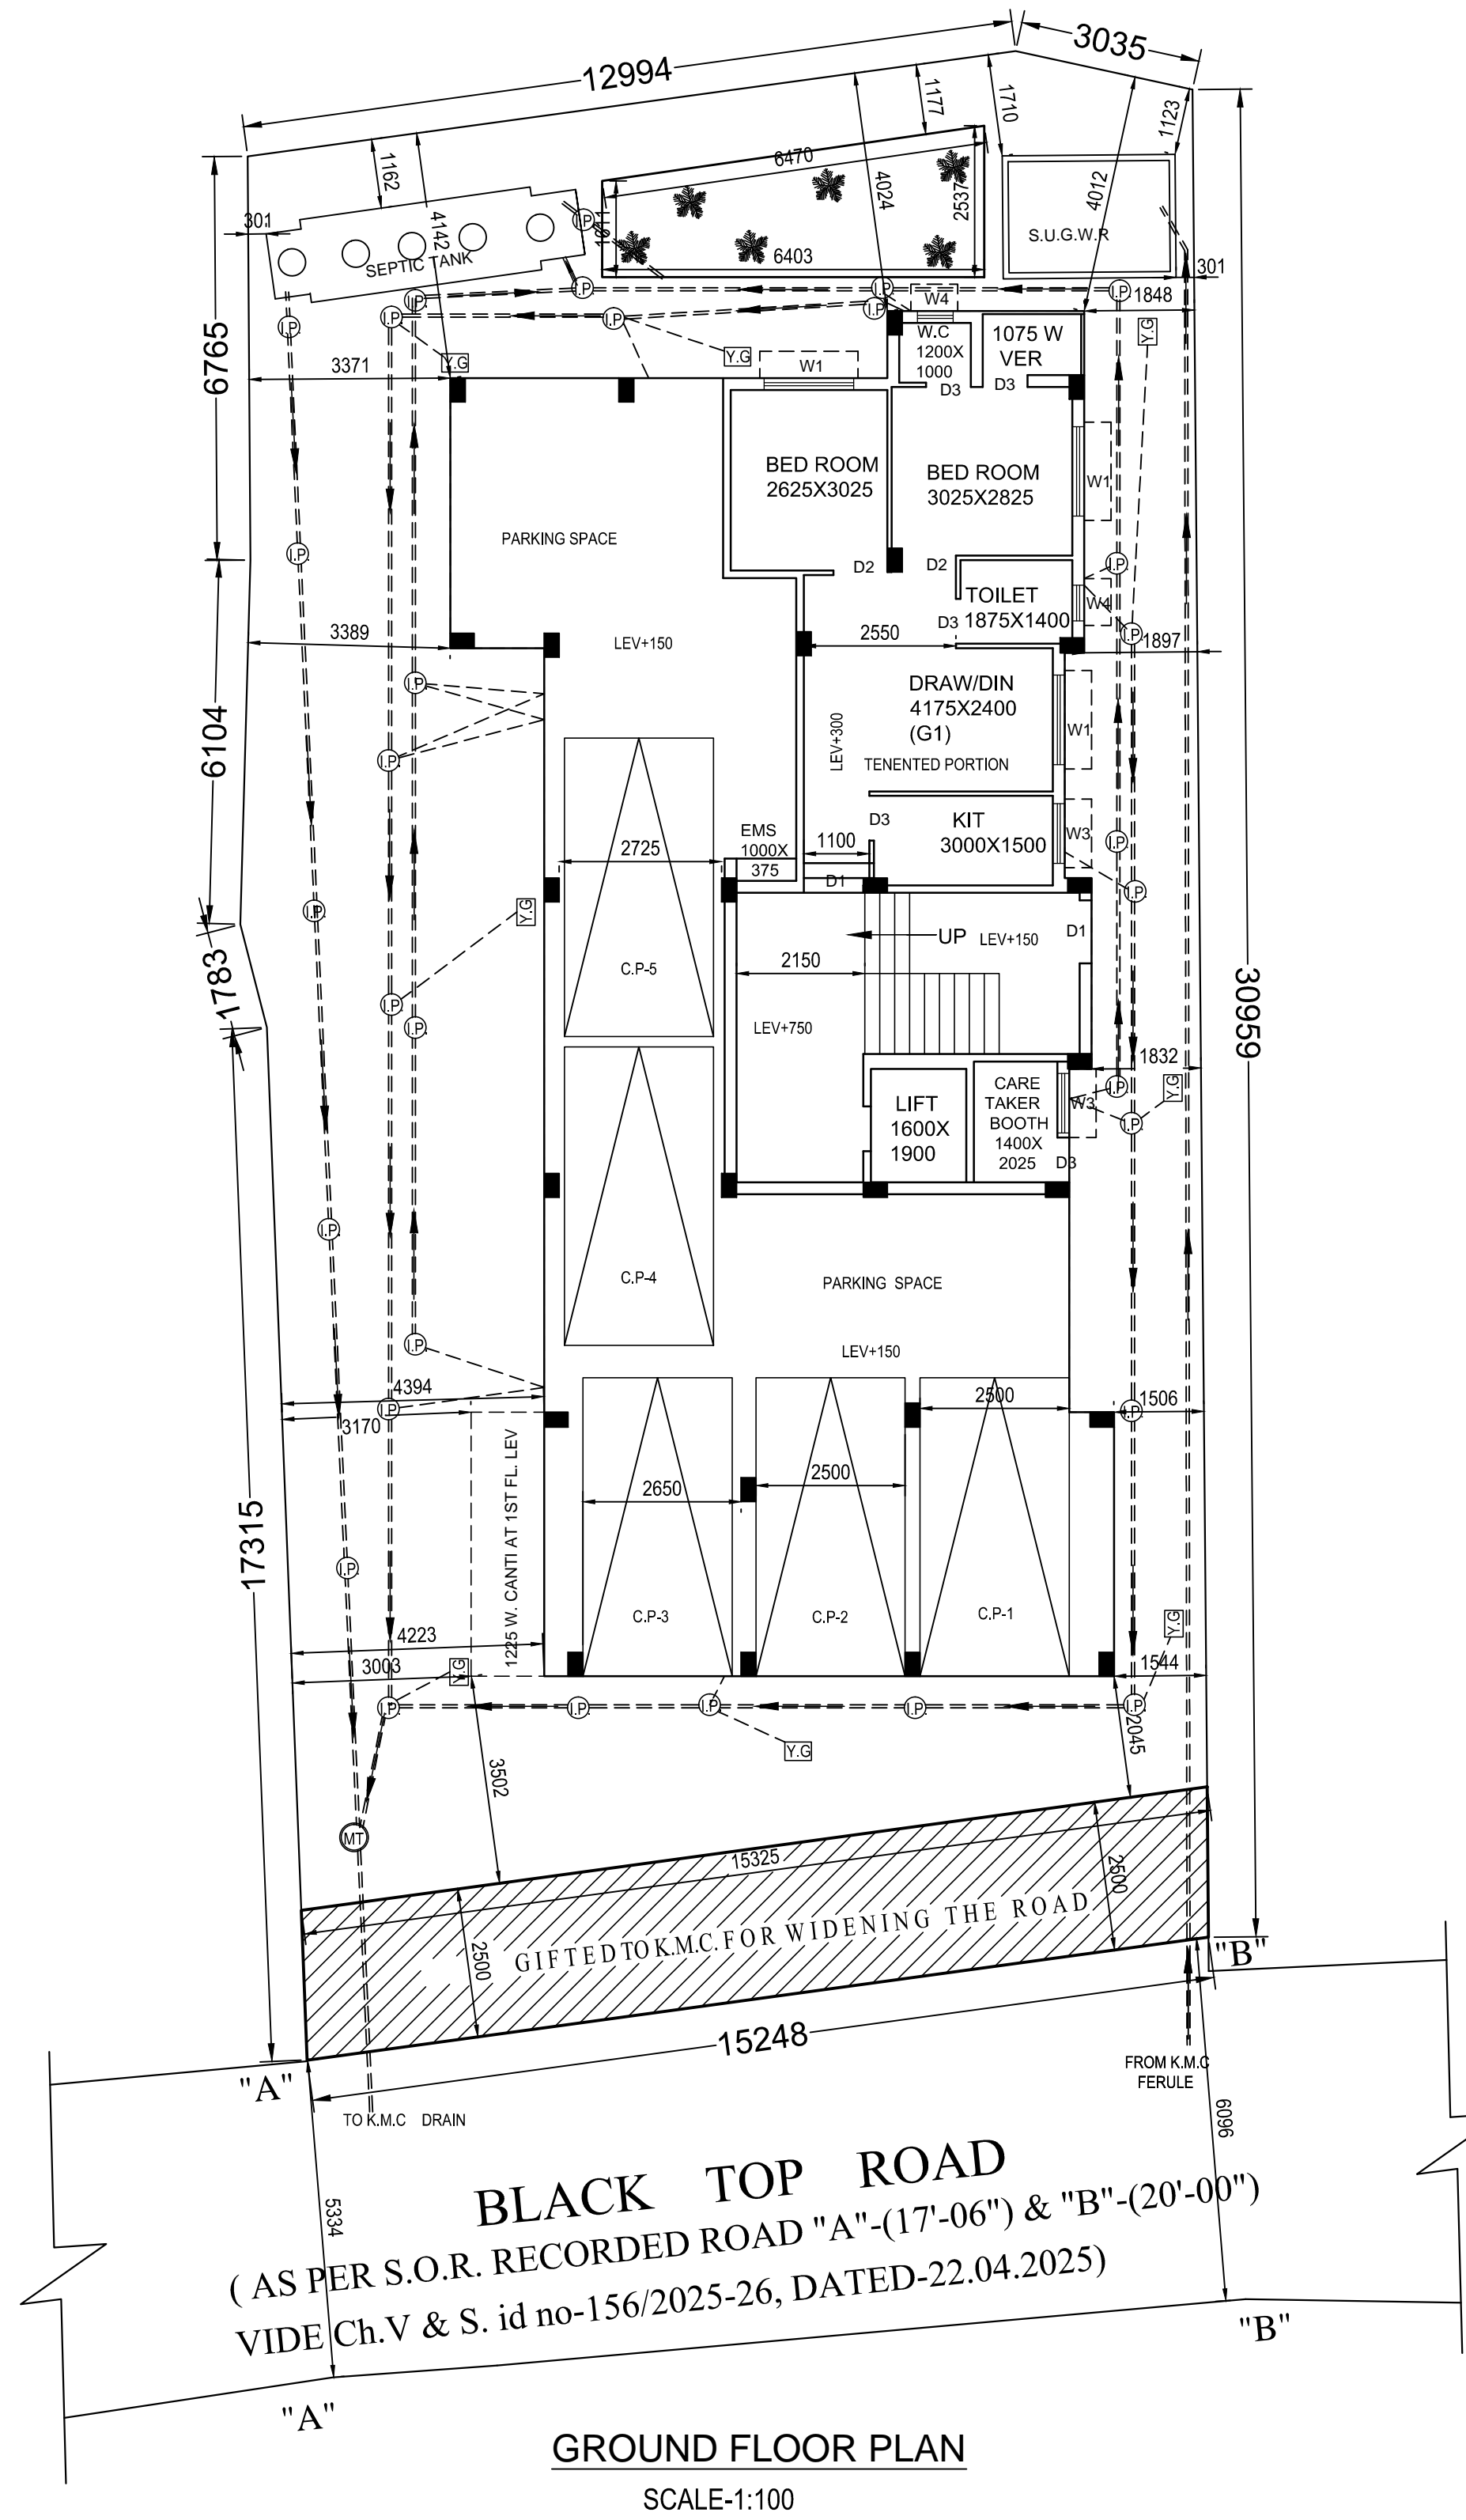 12994
3035
1177
1710
1123
1162
4142
6470
4024
2537
4012
301
I.P.
1811
SEPTIC TANK
6403
S.U.G.W.R
301
I.P.
I.P.
I.P.
W4
1848
I.P.
I.P.
I.P.
I.P.
Y.G
W.C
1200X
1000
1075 W
VER
Y.G
Y.G
W1
3371
D3
D3
6765
BED ROOM
2625X3025
BED ROOM
3025X2825
W1
PARKING SPACE
I.P.
D2
D2
I.P.
TOILET
1875X1400
W4
3389
LEV+150
2550
D3
I.P.
1897
I.P.
DRAW/DIN
4175X2400
(G1)
TENENTED PORTION
LEV+300
W1
6104
I.P.
EMS
1000X
375
D3
KIT
3000X1500
W3
I.P.
2725
1100
D1
I.P.
I.P.
Y.G
1783
UP
LEV+150
D1
C.P-5
2150
I.P.
I.P.
LEV+750
30959
1832
CARE
TAKER
BOOTH
1400X
2025
W3
I.P.
Y.G
LIFT
1600X
1900
I.P.
D3
I.P.
C.P-4
PARKING SPACE
I.P.
LEV+150
4394
2500
1506
I.P.
I.P.
3170
1225 W. CANTI AT 1ST FL. LEV
2650
2500
17315
I.P.
C.P-3
C.P-2
C.P-1
Y.G
4223
3003
Y.G
1544
I.P.
I.P.
I.P.
I.P.
I.P.
2045
Y.G
3502
MT
15325
2500
2500
GIFTED TO K.M.C. FOR WIDENING THE ROAD
"B"
15248
"A"
FROM K.M.C
FERULE
TO K.M.C DRAIN
6096
5334
BLACK TOP ROAD
( AS PER S.O.R. RECORDED ROAD "A"-(17'-06") & "B"-(20'-00")
VIDE Ch.V & S. id no-156/2025-26, DATED-22.04.2025)
"B"
"A"
GROUND FLOOR PLAN
SCALE-1:100